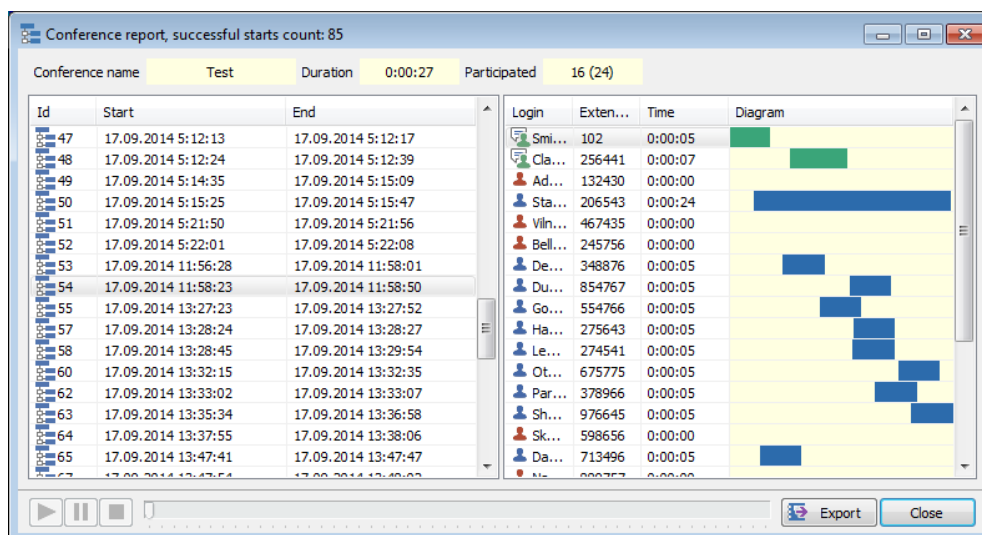 Conference report, successful starts count: 85
Conference name Test Duration 0:00:27 Participated 16 (24)
Id Start End
47 17.09.2014 5:12:13 17.09.2014 5:12:17
48 17.09.2014 5:12:24 17.09.2014 5:12:39
49 17.09.2014 5:14:35 17.09.2014 5:15:09
50 17.09.2014 5:15:25 17.09.2014 5:15:47
51 17.09.2014 5:21:50 17.09.2014 5:21:56
52 17.09.2014 5:22:01 17.09.2014 5:22:08
53 17.09.2014 11:56:28 17.09.2014 11:58:01
54 17.09.2014 11:58:23 17.09.2014 11:58:50
55 17.09.2014 13:27:23 17.09.2014 13:27:52
57 17.09.2014 13:28:24 17.09.2014 13:28:27
58 17.09.2014 13:28:45 17.09.2014 13:29:54
60 17.09.2014 13:32:15 17.09.2014 13:32:35
62 17.09.2014 13:33:02 17.09.2014 13:33:07
63 17.09.2014 13:35:34 17.09.2014 13:36:58
64 17.09.2014 13:37:55 17.09.2014 13:38:06
65 17.09.2014 13:47:41 17.09.2014 13:47:47
Login Exten... Time Diagram
Smi... 102 0:00:05
Cla... 256441 0:00:07
Ad... 132430 0:00:00
Sta... 206543 0:00:24
Viln... 467435 0:00:00
Bell... 245756 0:00:00
De... 348876 0:00:05
Du... 854767 0:00:05
Go... 554766 0:00:05
Ha... 275643 0:00:05
Le... 274541 0:00:05
Ot... 675775 0:00:05
Par... 378966 0:00:05
Sh... 976645 0:00:05
Sk... 598656 0:00:00
Da... 713496 0:00:05
Export Close